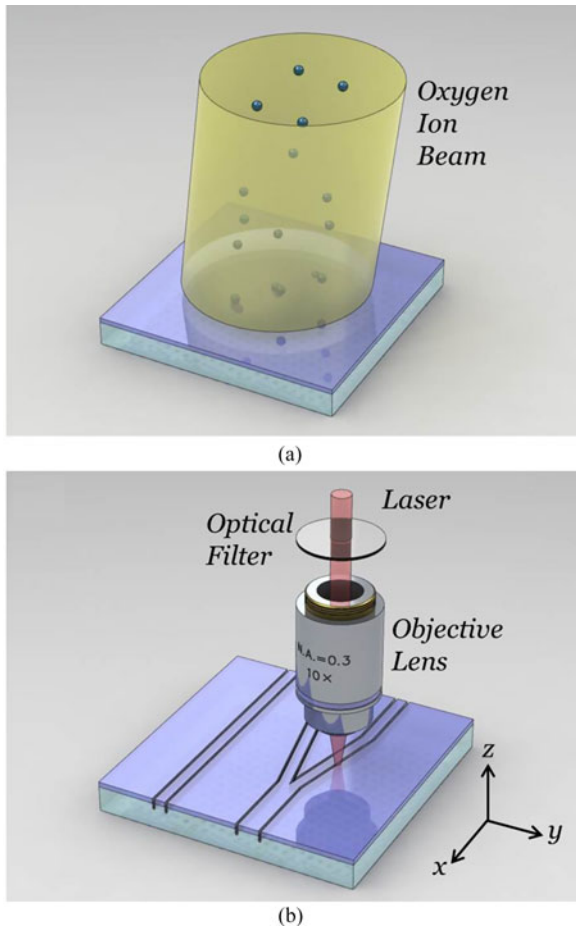 Oxygen
Ion
Beam
(a)
Laser
Optical
Filter
N.A.=0.3
10×
Objective
Lens
z
y
x
(b)